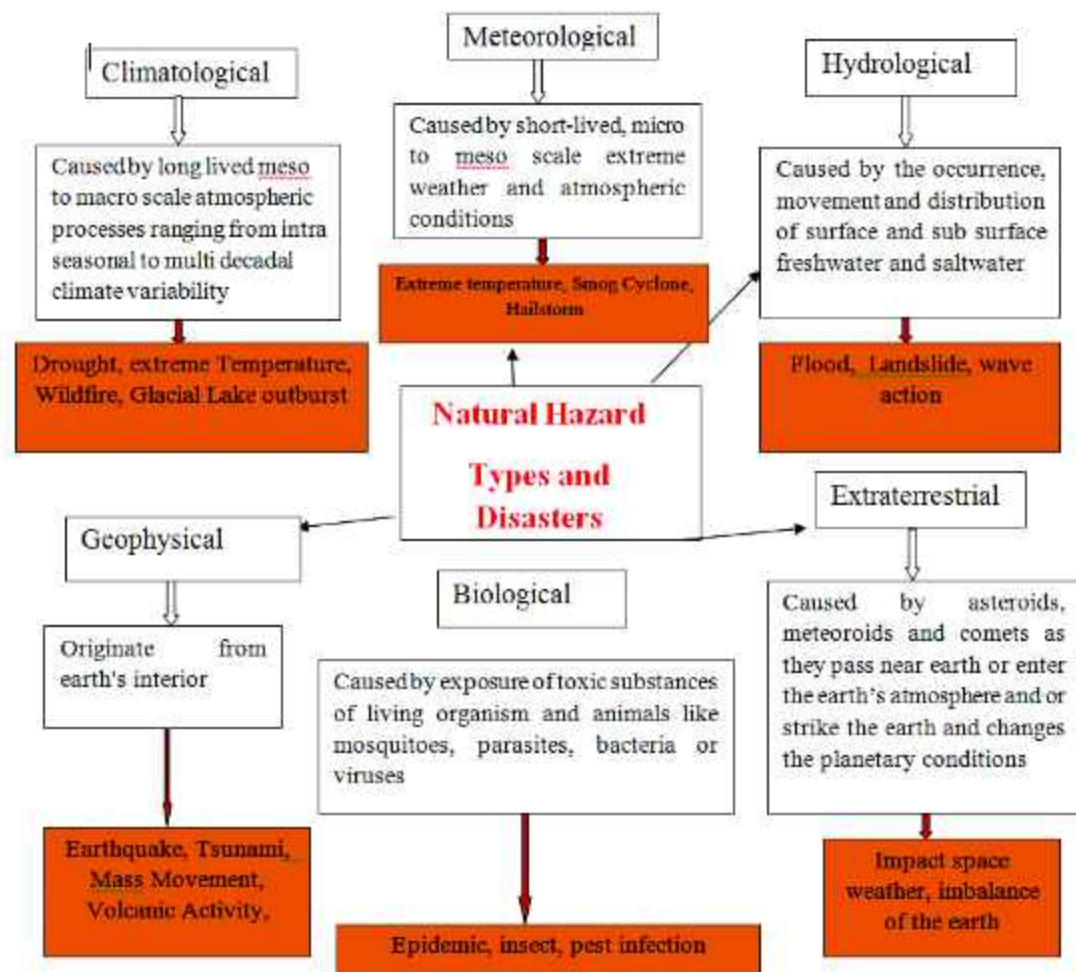 Climatological
Caused by long lived meso
to macro scale atmospheric
processes ranging from intra
seasonal to multi decadal
climate variability
Drought, extreme Temperature,
Wildfire, Glacial Lake outburst
Meteorological
Caused by short-lived, micro
to meso scale extreme
weather and atmospheric
conditions
Extreme temperature, Smog Cyclone,
Hailstorm
Hydrological
Caused by the occurrence,
movement and distribution
of surface and sub surface
freshwater and saltwater
Flood, Landslide, wave
action
Natural Hazard
Types and
Disasters
Geophysical
Originate from
earth's interior
Earthquake, Tsunami,
Mass Movement,
Volcanic Activity,
Biological
Caused by exposure of toxic substances
of living organism and animals like
mosquitoes, parasites, bacteria or
viruses
Epidemic, insect, pest infection
Extraterrestrial
Caused by asteroids,
meteoroids and comets as
they pass near earth or enter
the earth's atmosphere and or
strike the earth and changes
the planetary conditions
Impact space
weather, imbalance
of the earth